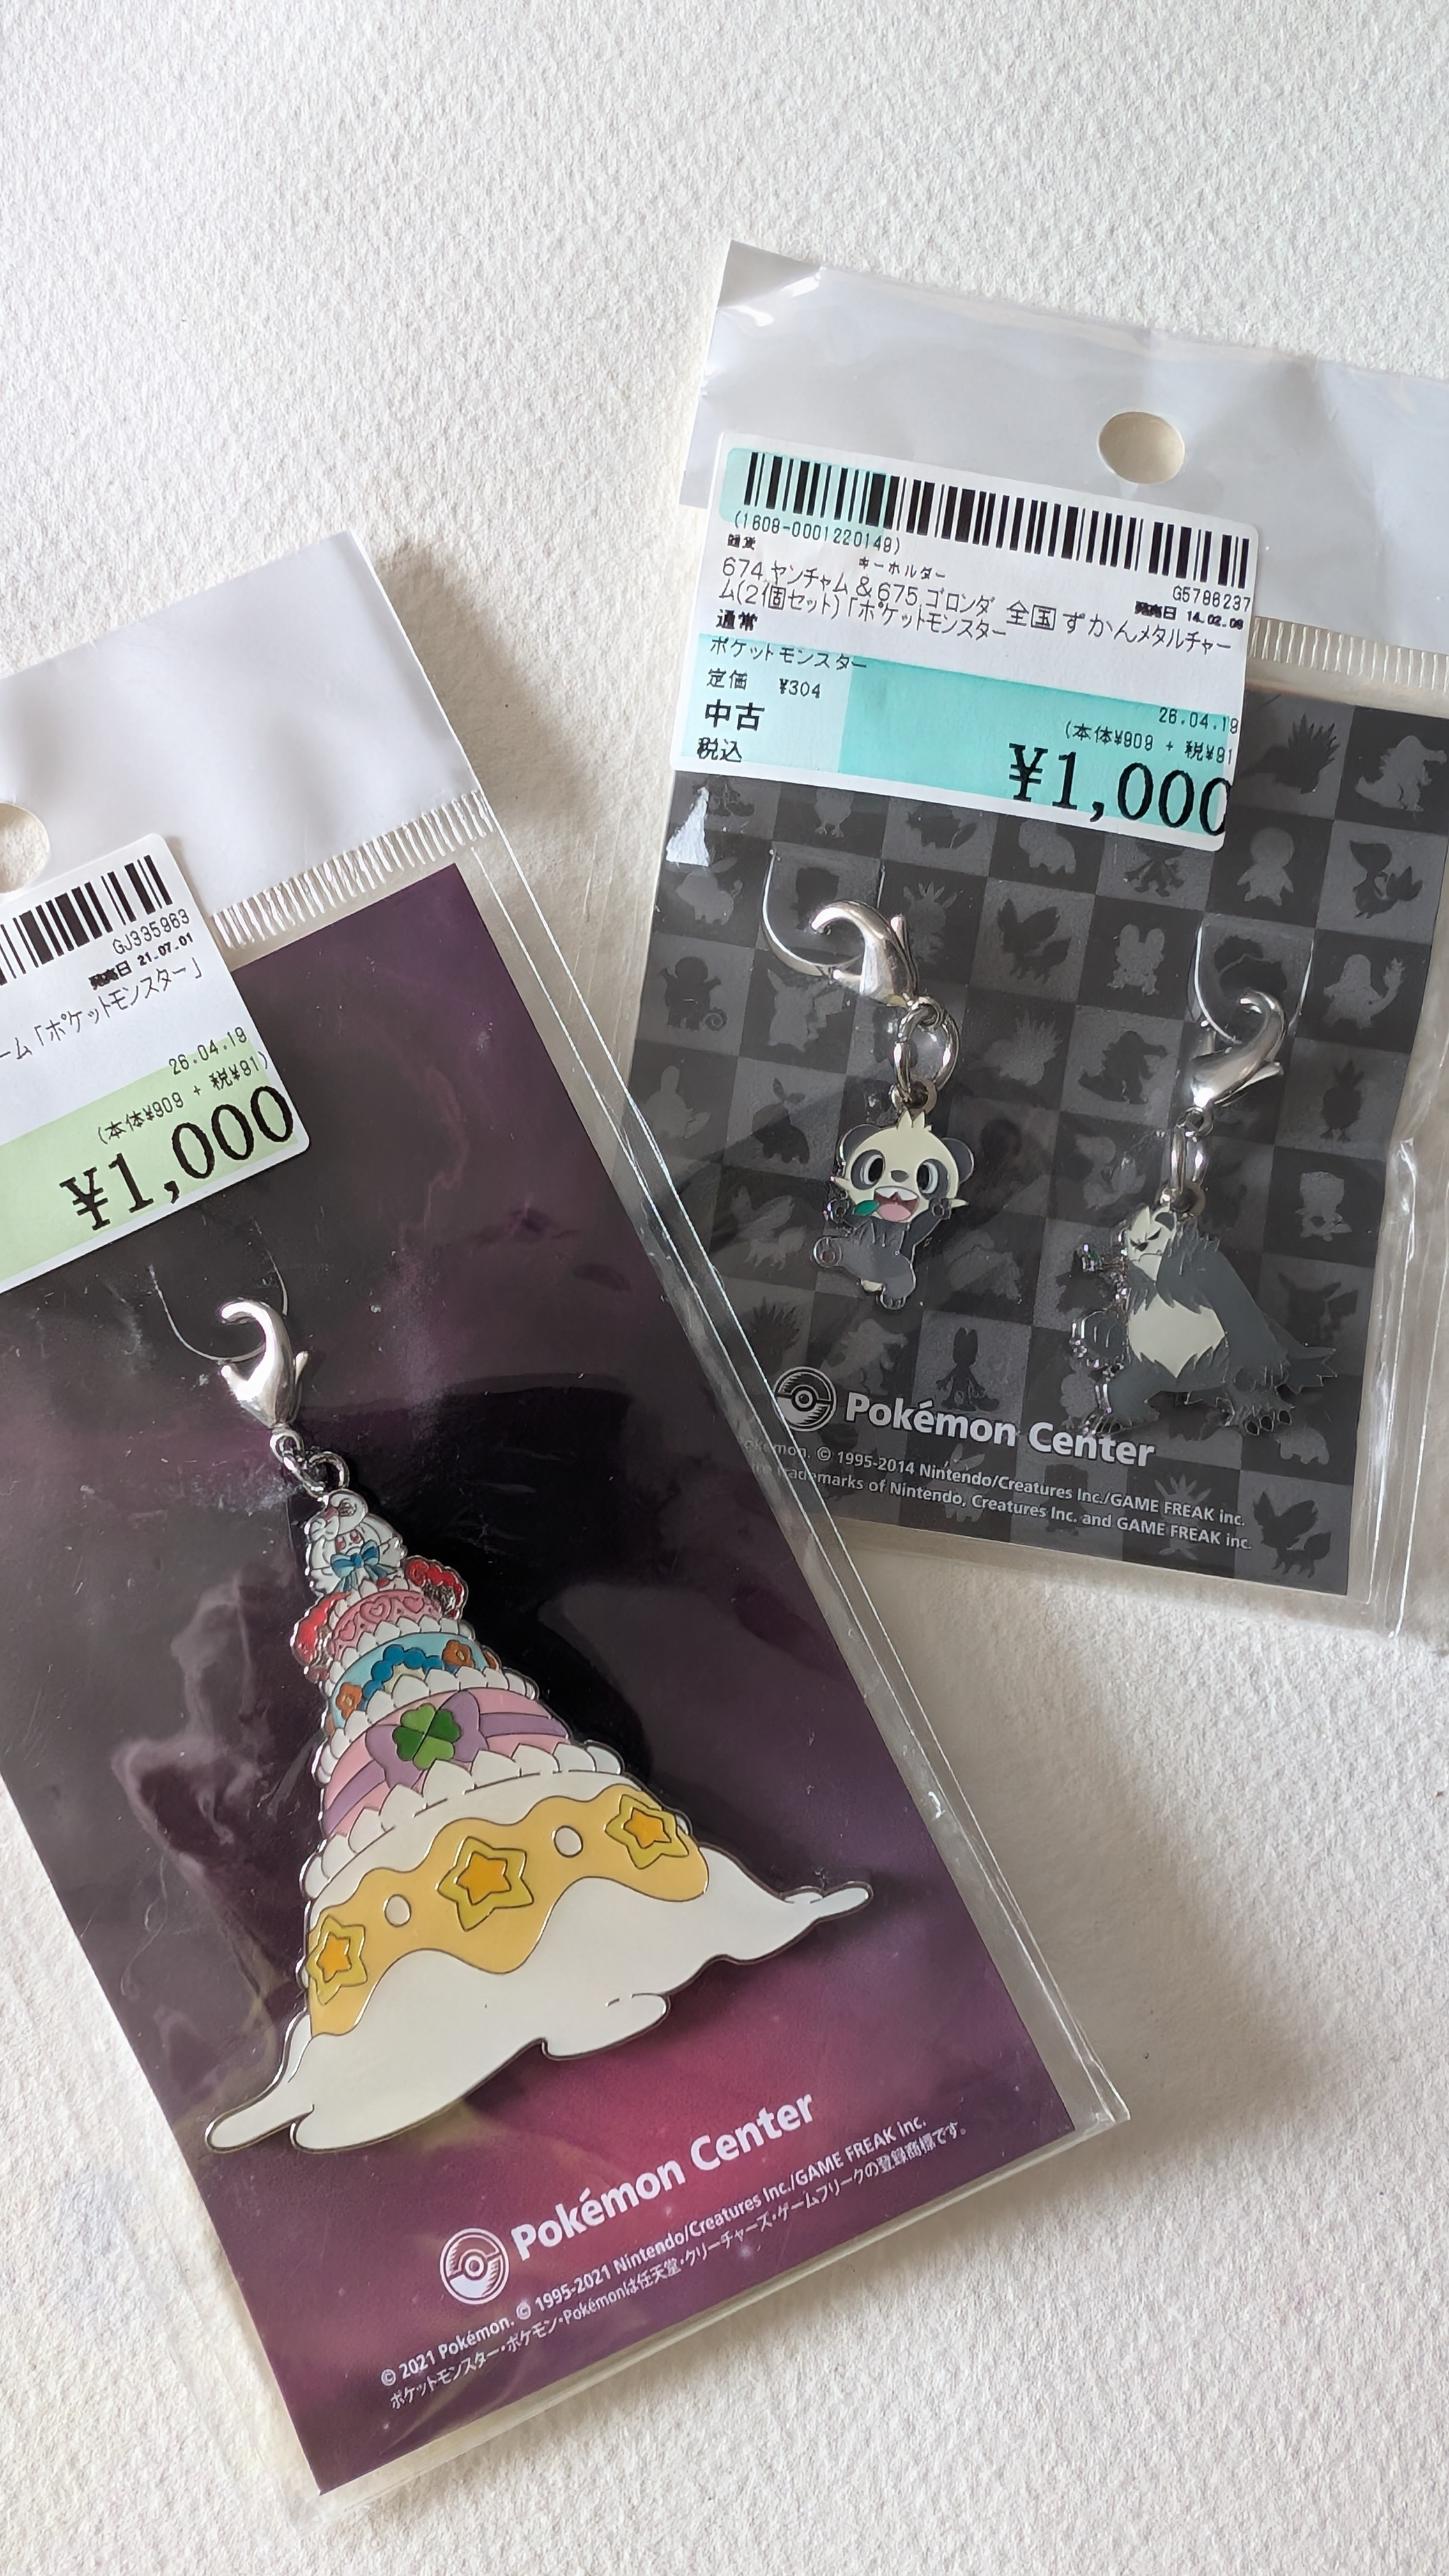 (1608-0001220149)
雑貨
キーホルダー
G5786237
674 ヤンチャム & 675 ゴロンダ 全国ずかんメタルチャー
発売日 14.02.08
ム(2個セット)「ポケットモンスター
通常
ポケットモンスター
定価 ¥304
中古
26.04.19
(本体¥909 + 税¥91
税込
¥1,000
Pokémon Center
Pokémon. © 1995-2014 Nintendo/Creatures Inc./GAME FREAK inc.
trademarks of Nintendo, Creatures Inc. and GAME FREAK inc.
GJ335963
発売日 21.07.01
ーム「ポケットモンスター」
26.04.19
(本体¥909 + 税¥91)
¥1,000
Pokémon Center
© 2021 Pokémon. © 1995-2021 Nintendo/Creatures Inc./GAME FREAK inc.
ポケットモンスター・ポケモン・Pokémonは任天堂・クリーチャーズ・ゲームフリークの登録商標です。